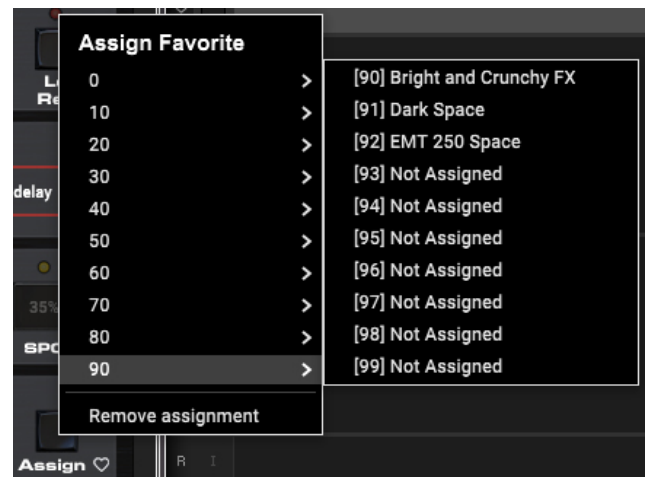 Assign Favorite
0
10
20
30
40
50
60
70
80
90
Remove assignment
[90] Bright and Crunchy FX
[91] Dark Space
[92] EMT 250 Space
[93] Not Assigned
[94] Not Assigned
[95] Not Assigned
[96] Not Assigned
[97] Not Assigned
[98] Not Assigned
[99] Not Assigned
delay
35%
Assign
R I